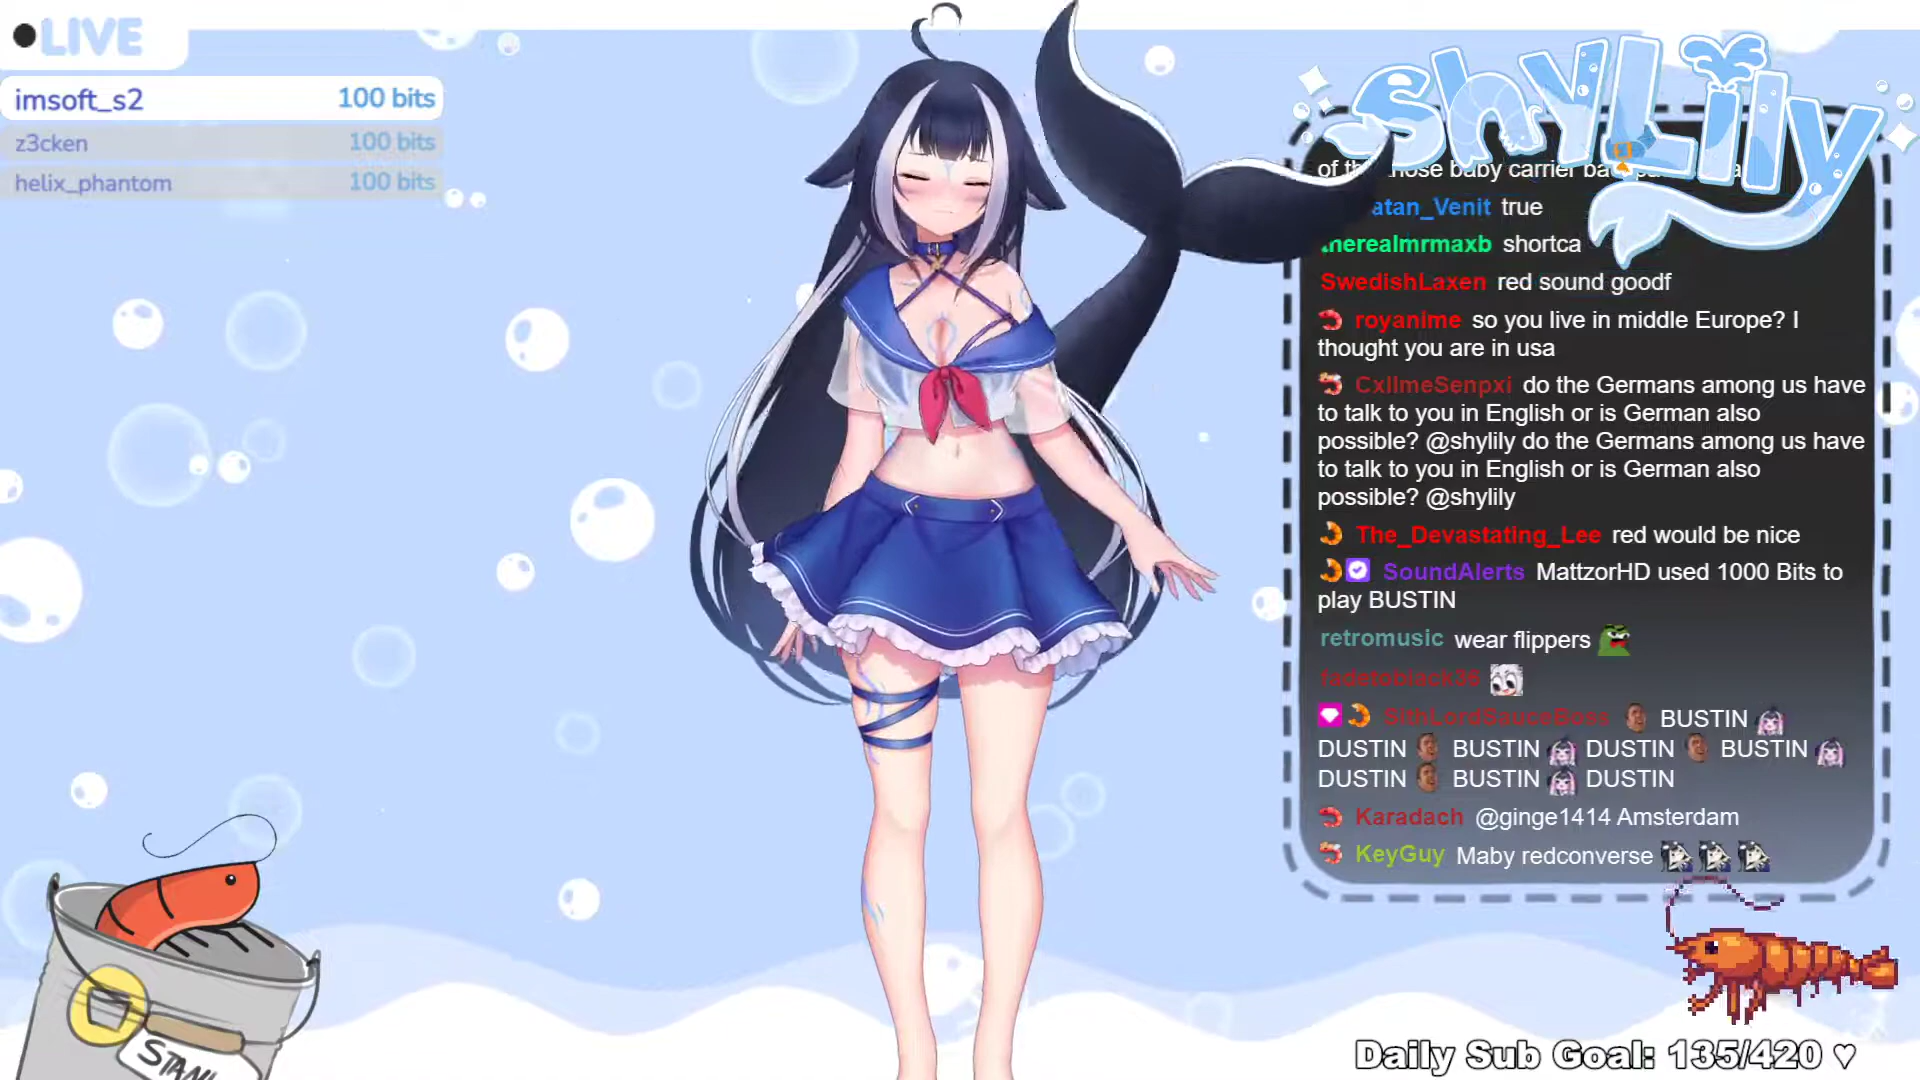 LIVE
imsoft_s2 100 bits
z3cken 100 bits
helix_phantom 100 bits
shyLily
those baby carrier
atan_Venit true
therealmrmaxb shortca
SwedishLaxen red sound goodf
royanime so you live in middle Europe? I
thought you are in usa
CxllmeSenpxi do the Germans among us have
to talk to you in English or is German also
possible? @shylily do the Germans among us have
to talk to you in English or is German also
possible? @shylily
The_Devastating_Lee red would be nice
SoundAlerts MattzorHD used 1000 Bits to
play BUSTIN
retromusic wear flippers
fadetoblack36
SithLordSauceBoss BUSTIN
DUSTIN BUSTIN DUSTIN BUSTIN
DUSTIN BUSTIN DUSTIN
Karadach @ginge1414 Amsterdam
KeyGuy Maby redconverse
Daily Sub Goal: 135/420 ♥